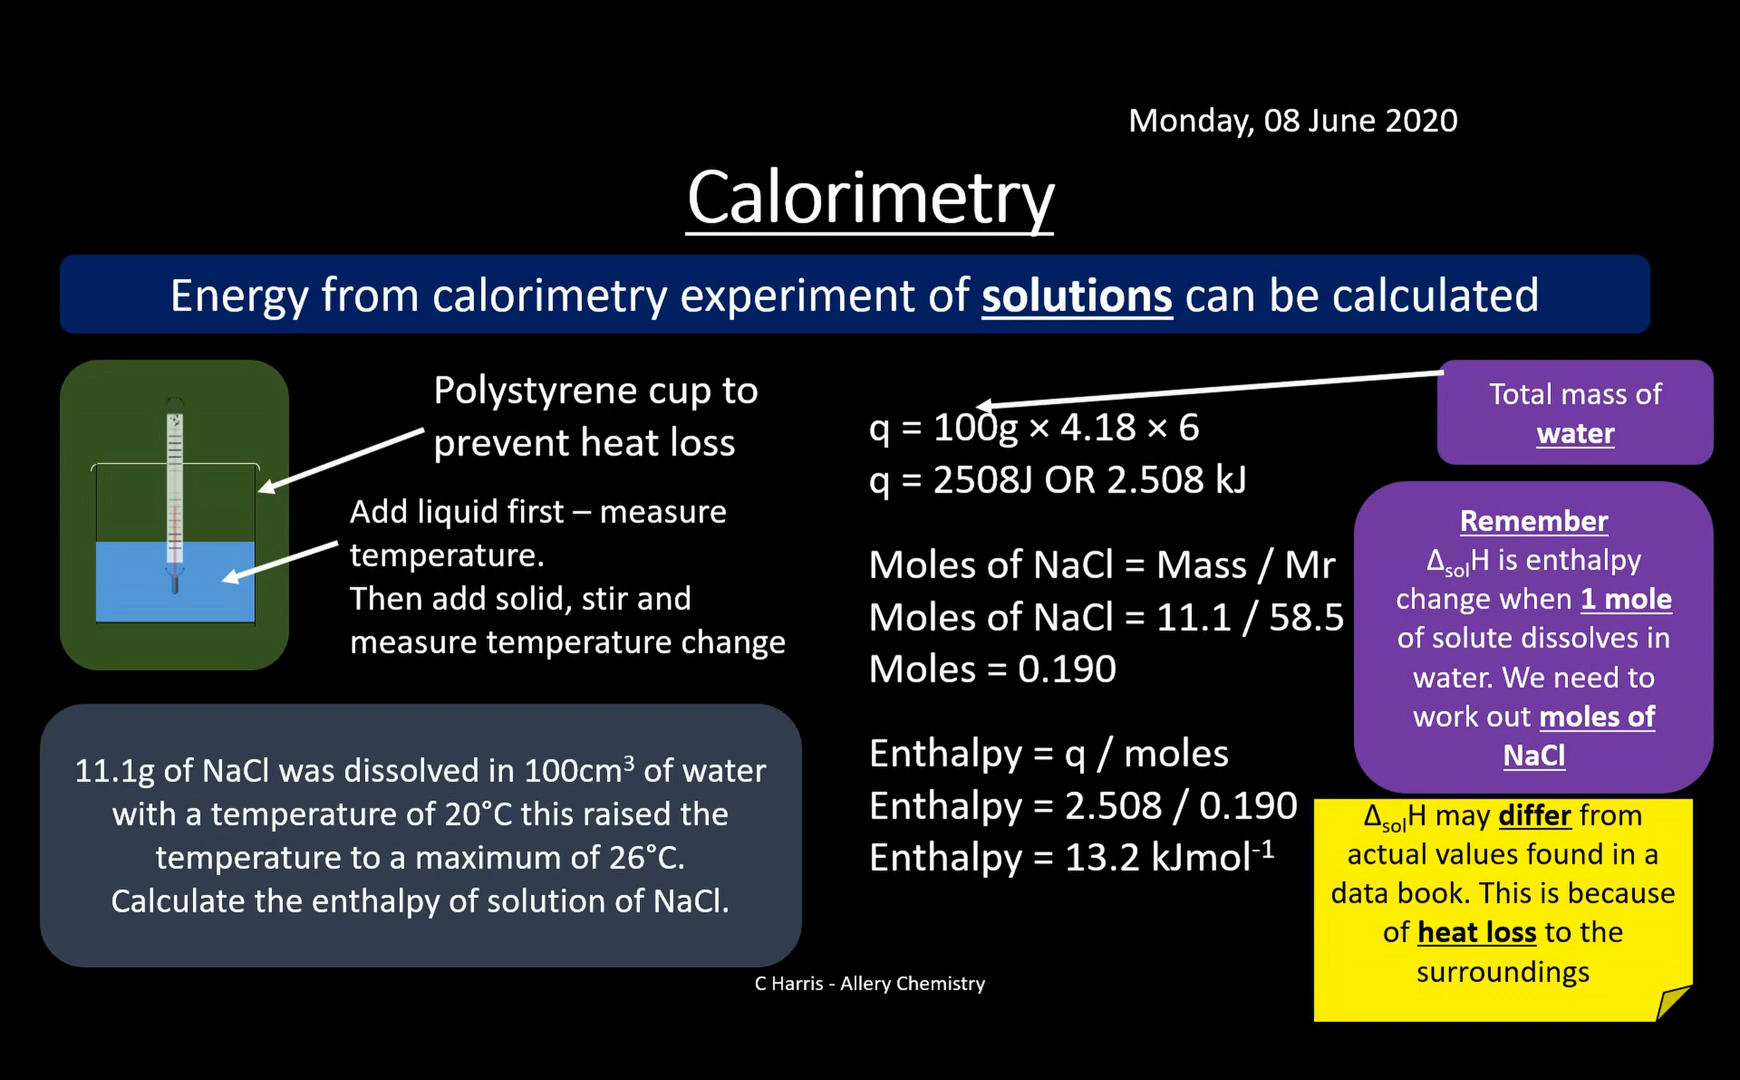 Monday, 08 June 2020
Calorimetry
Energy from calorimetry experiment of solutions can be calculated
Polystyrene cup to
prevent heat loss
Add liquid first – measure
temperature.
Then add solid, stir and
measure temperature change
11.1g of NaCl was dissolved in 100cm³ of water
with a temperature of 20°C this raised the
temperature to a maximum of 26°C.
Calculate the enthalpy of solution of NaCl.
q = 100g × 4.18 × 6
q = 2508J OR 2.508 kJ
Moles of NaCl = Mass / Mr
Moles of NaCl = 11.1 / 58.5
Moles = 0.190
Enthalpy = q / moles
Enthalpy = 2.508 / 0.190
Enthalpy = 13.2 kJmol⁻¹
Total mass of
water
Remember
ΔsolH is enthalpy
change when 1 mole
of solute dissolves in
water. We need to
work out moles of
NaCl
ΔsolH may differ from
actual values found in a
data book. This is because
of heat loss to the
surroundings
C Harris - Allery Chemistry